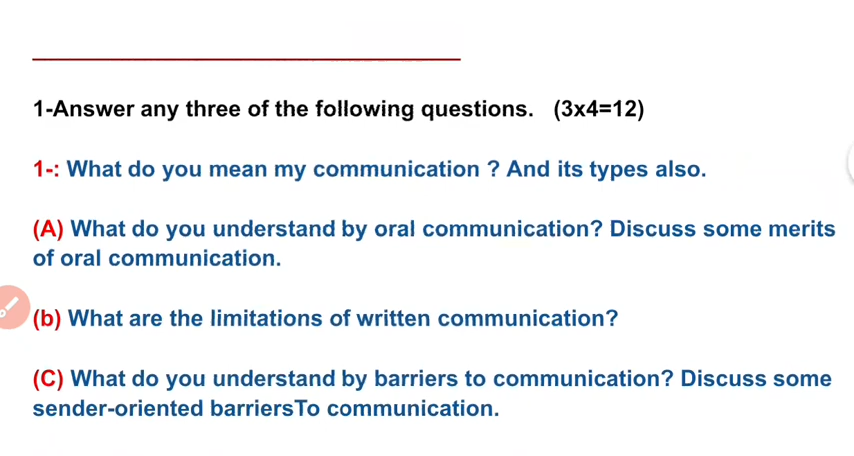 1-Answer any three of the following questions. (3x4=12)
1-: What do you mean my communication ? And its types also.
(A) What do you understand by oral communication? Discuss some merits
of oral communication.
(b) What are the limitations of written communication?
(C) What do you understand by barriers to communication? Discuss some
sender-oriented barriersTo communication.